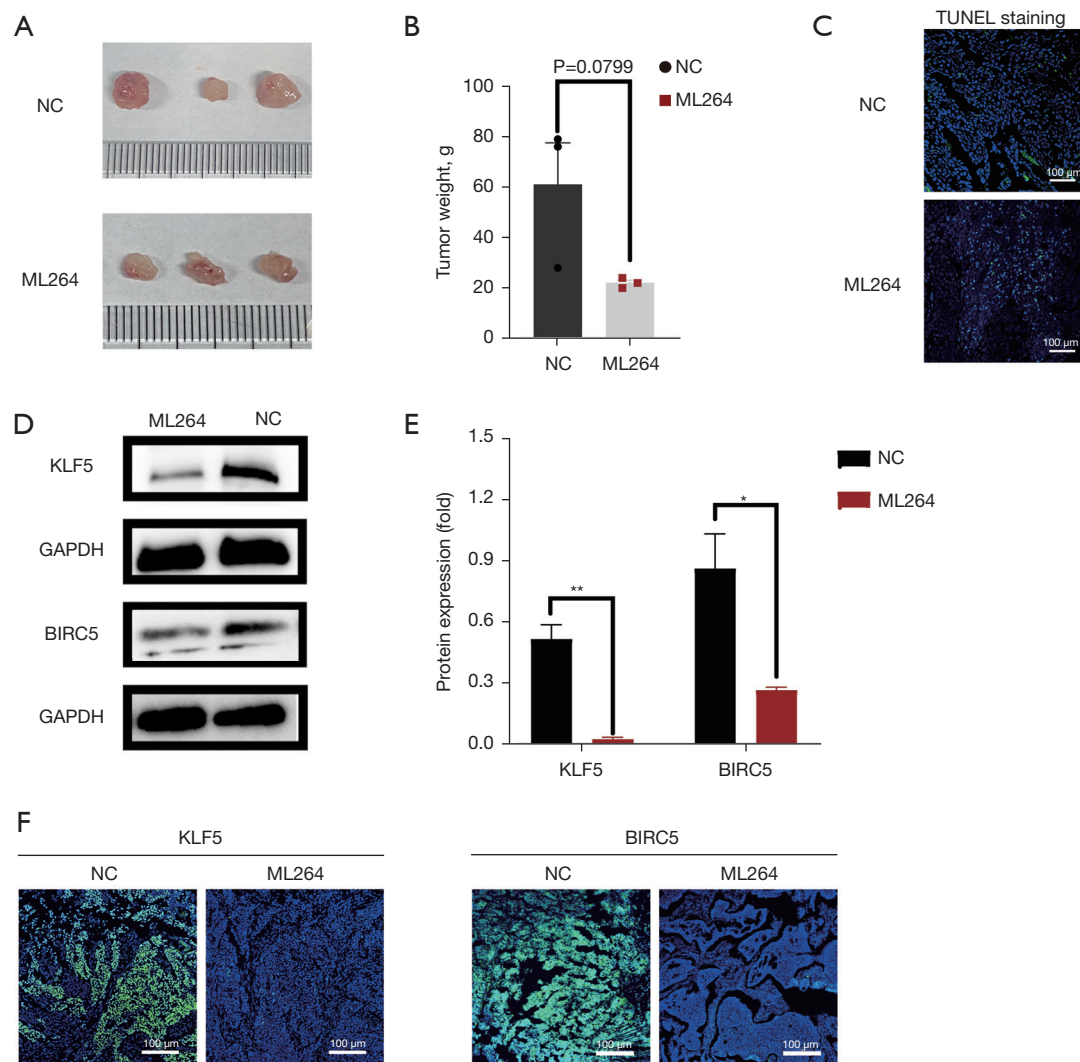 A
NC
ML264
B
P=0.0799
NC
ML264
Tumor weight, g
100
80
60
40
20
0
NC
ML264
C
TUNEL staining
NC
100 μm
ML264
100 μm
D
ML264
NC
KLF5
GAPDH
BIRC5
GAPDH
E
Protein expression (fold)
1.5
1.2
0.9
0.6
0.3
0.0
**
*
NC
ML264
KLF5
BIRC5
F
KLF5
NC
ML264
100 μm
100 μm
BIRC5
NC
ML264
100 μm
100 μm